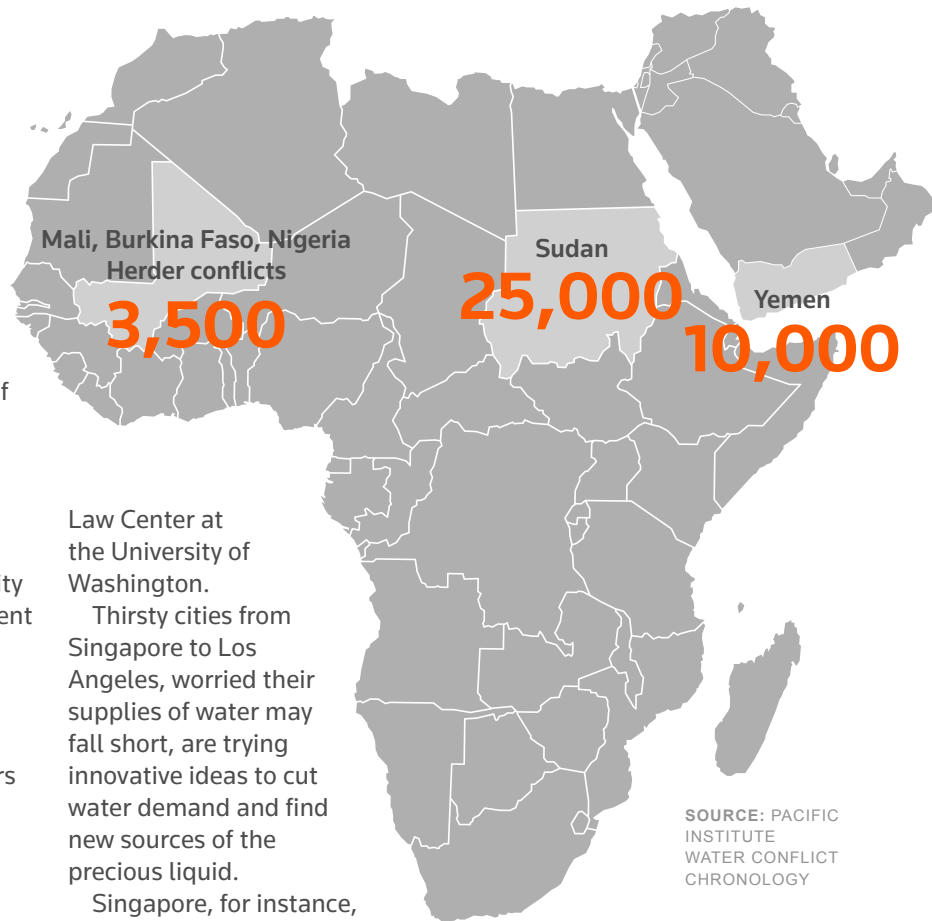 Mali, Burkina Faso, Nigeria
Herder conflicts
3,500
Sudan
25,000
Yemen
10,000
f
ity
ent
rs
Law Center at
the University of
Washington.
Thirsty cities from
Singapore to Los
Angeles, worried their
supplies of water may
fall short, are trying
innovative ideas to cut
water demand and find
new sources of the
precious liquid.
Singapore, for instance,
SOURCE: PACIFIC
INSTITUTE
WATER CONFLICT
CHRONOLOGY